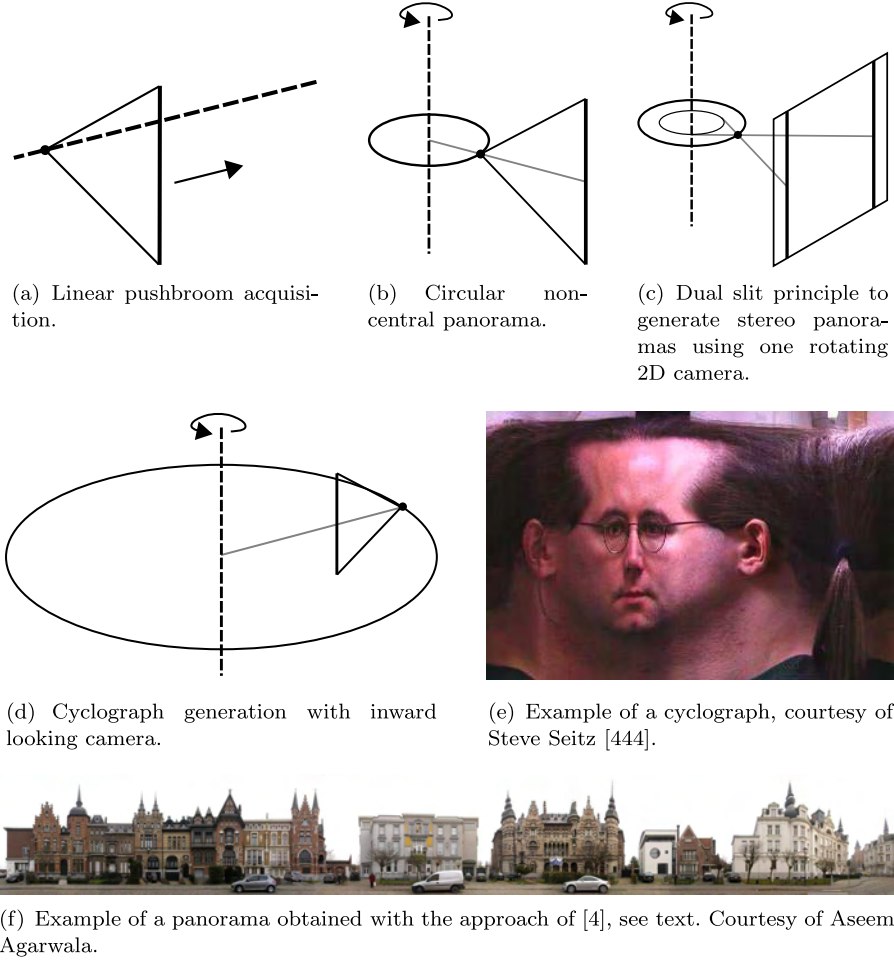 (a) Linear pushbroom acquisi-
tion.
(b) Circular non-
central panorama.
(c) Dual slit principle to
generate stereo panora-
mas using one rotating
2D camera.
(d) Cyclograph generation with inward
looking camera.
(e) Example of a cyclograph, courtesy of
Steve Seitz [444].
(f) Example of a panorama obtained with the approach of [4], see text. Courtesy of Aseem
Agarwala.